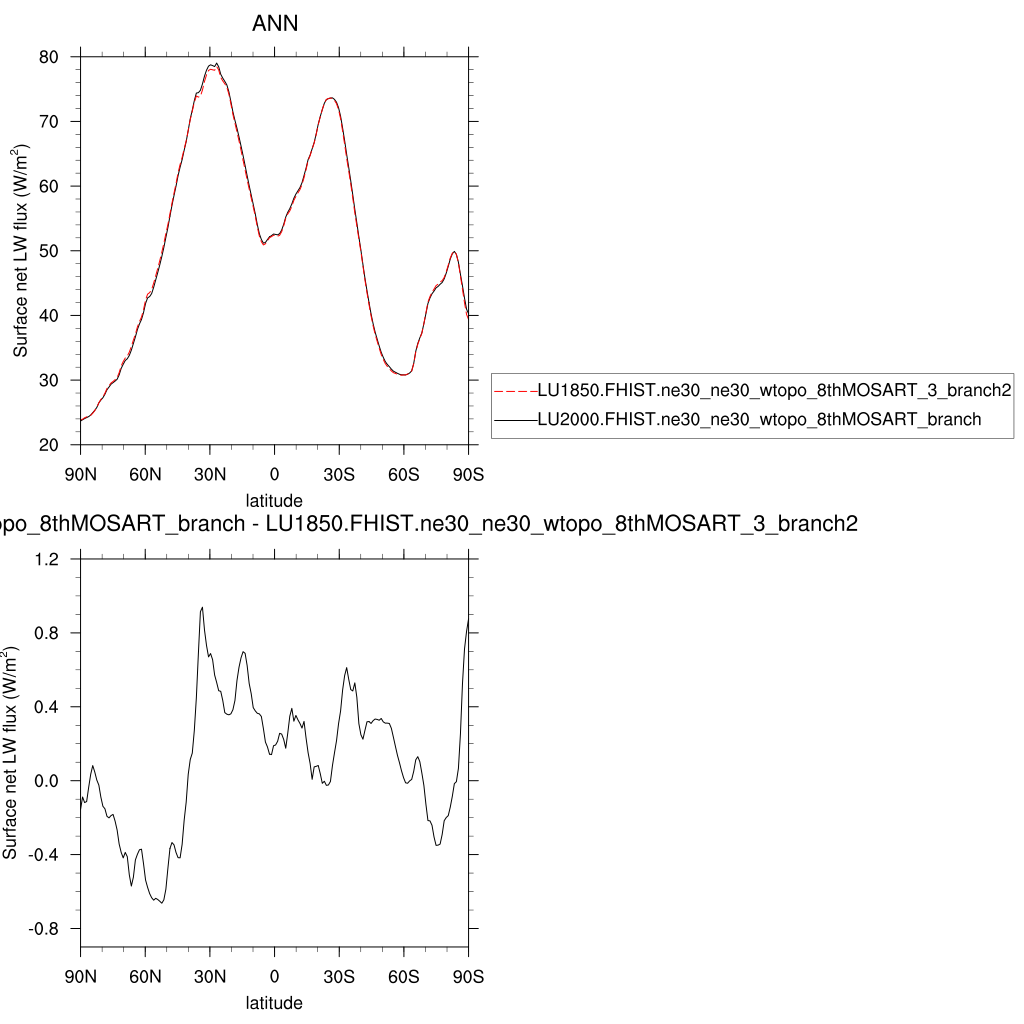 ANN
80
70
60
50
40
30
20
Surface net LW flux (W/m²)
90N 60N 30N 0 30S 60S 90S
latitude
LU1850.FHIST.ne30_ne30_wtopo_8thMOSART_3_branch2
LU2000.FHIST.ne30_ne30_wtopo_8thMOSART_branch
opo_8thMOSART_branch - LU1850.FHIST.ne30_ne30_wtopo_8thMOSART_3_branch2
1.2
0.8
0.4
0.0
-0.4
-0.8
Surface net LW flux (W/m²)
90N 60N 30N 0 30S 60S 90S
latitude